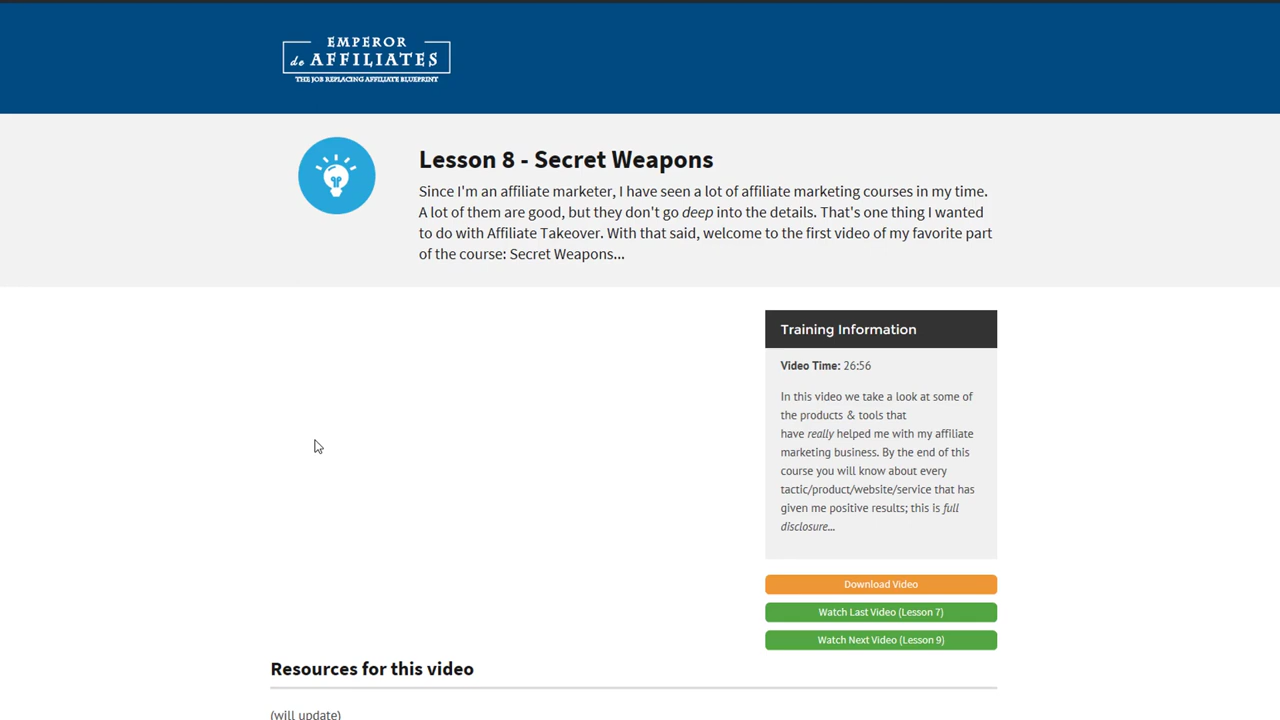 EMPEROR
de AFFILIATES
THE JOB REPLACING AFFILIATE BLUEPRINT
Lesson 8 - Secret Weapons
Since I'm an affiliate marketer, I have seen a lot of affiliate marketing courses in my time.
A lot of them are good, but they don't go deep into the details. That's one thing I wanted
to do with Affiliate Takeover. With that said, welcome to the first video of my favorite part
of the course: Secret Weapons...
Training Information
Video Time: 26:56
In this video we take a look at some of
the products & tools that
have really helped me with my affiliate
marketing business. By the end of this
course you will know about every
tactic/product/website/service that has
given me positive results; this is full
disclosure...
Download Video
Watch Last Video (Lesson 7)
Watch Next Video (Lesson 9)
Resources for this video
(will update)